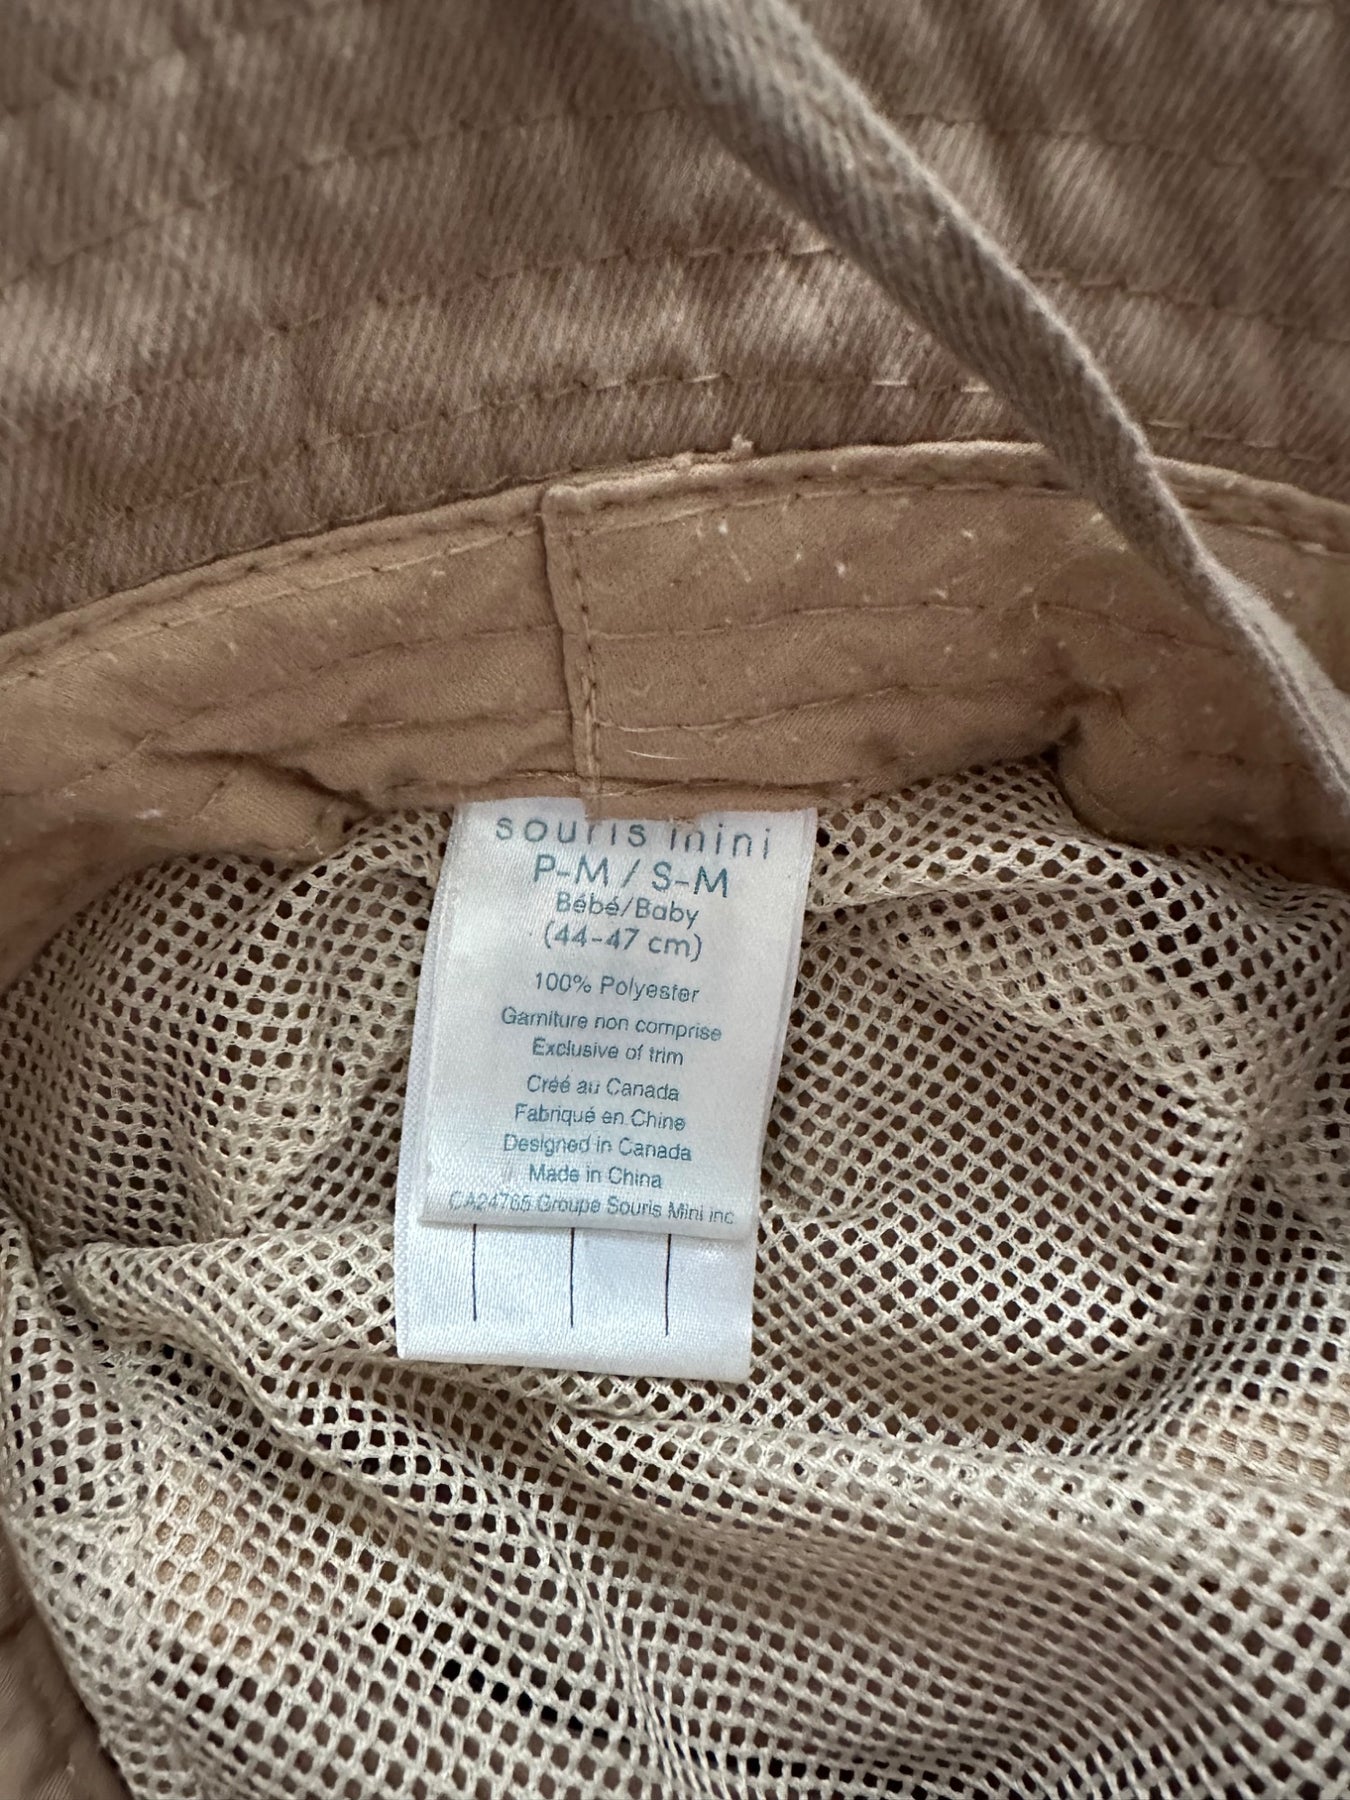 souris mini
P-M / S-M
Bébé/Baby
(44-47 cm)
100% Polyester
Garniture non comprise
Exclusive of trim
Créé au Canada
Fabriqué en Chine
Designed in Canada
Made in China
CA24765 Groupe Souris Mini inc